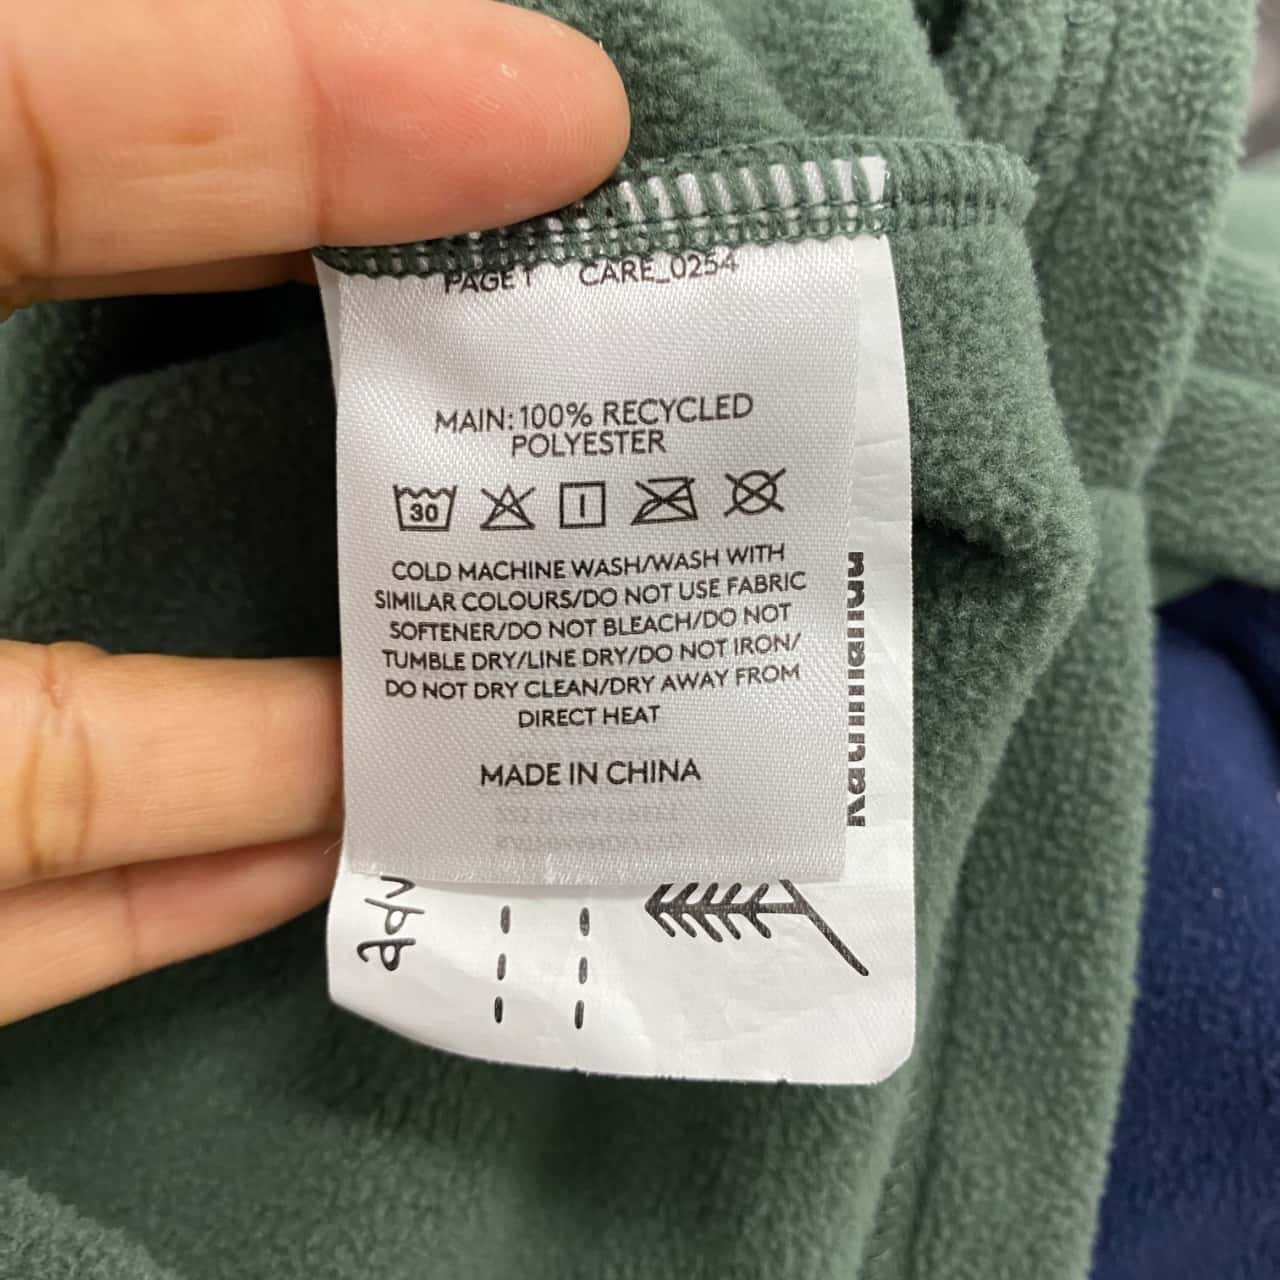 PAGE 1 CARE_0254
MAIN: 100% RECYCLED
POLYESTER
30
COLD MACHINE WASH/WASH WITH
SIMILAR COLOURS/DO NOT USE FABRIC
SOFTENER/DO NOT BLEACH/DO NOT
TUMBLE DRY/LINE DRY/DO NOT IRON/
DO NOT DRY CLEAN/DRY AWAY FROM
DIRECT HEAT
MADE IN CHINA